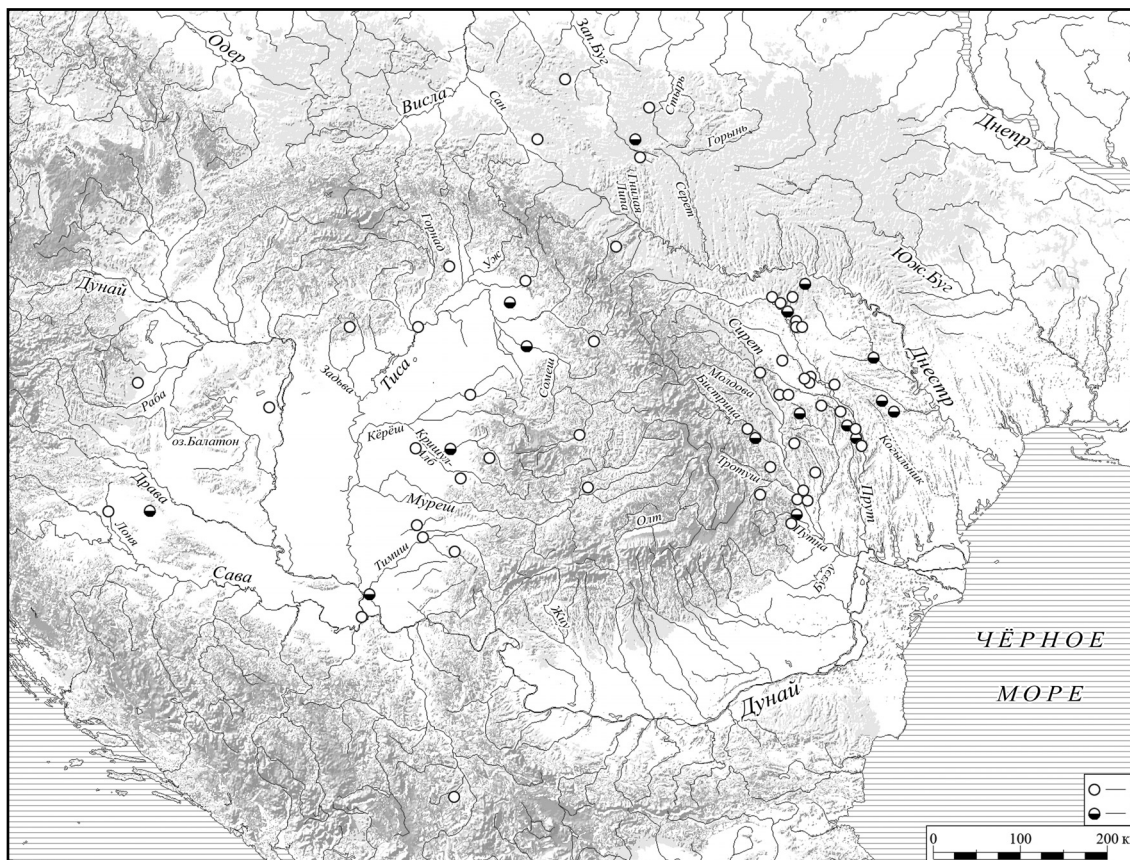 Одер
Висла
Сан
Зап.Буг
Стырь
Горынь
Днепр
Гнилая
Липа
Серет
Горнад
Уж
Юж.Буг
Дунай
Задьва
Тиса
Сомеш
Сирет
Молдова
Бистрица
Днестр
Раба
оз.Балатон
Кёрёш
Кришул-
Алб
Тротуш
Когыльник
Драва
Муреш
Олт
Прут
Лоня
Тимиш
Путна
Сава
Бузэу
Жиу
ЧЁРНОЕ
МОРЕ
Дунай
0 100 200 к